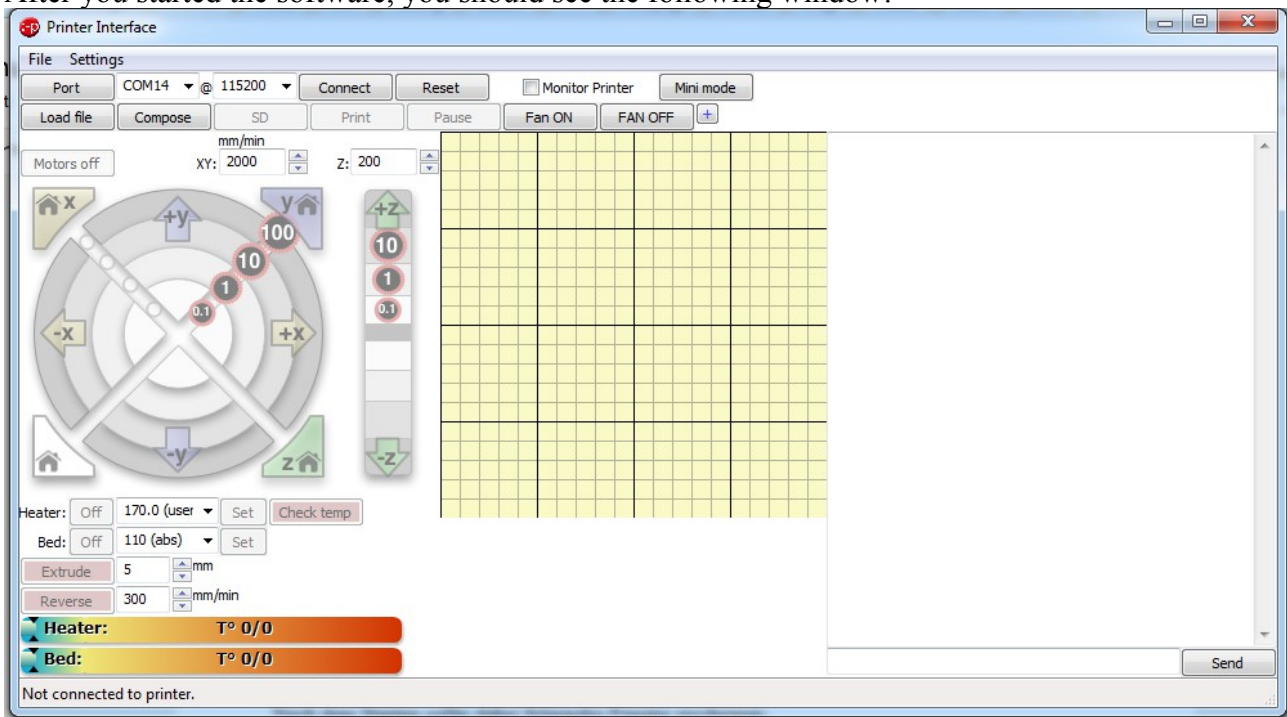 After you started the software, you should see the following window:
Printer Interface
File Settings
Port COM14 @ 115200 Connect Reset Monitor Printer Mini mode
Load file Compose SD Print Pause Fan ON FAN OFF +
mm/min
Motors off XY: 2000 Z: 200
x y
+y +z
100
10 10
1 1
0.1 0.1
-x +x
-y z -z
Heater: Off 170.0 (user Set Check temp
Bed: Off 110 (abs) Set
Extrude 5 mm
Reverse 300 mm/min
Heater: T° 0/0
Bed: T° 0/0
Send
Not connected to printer.